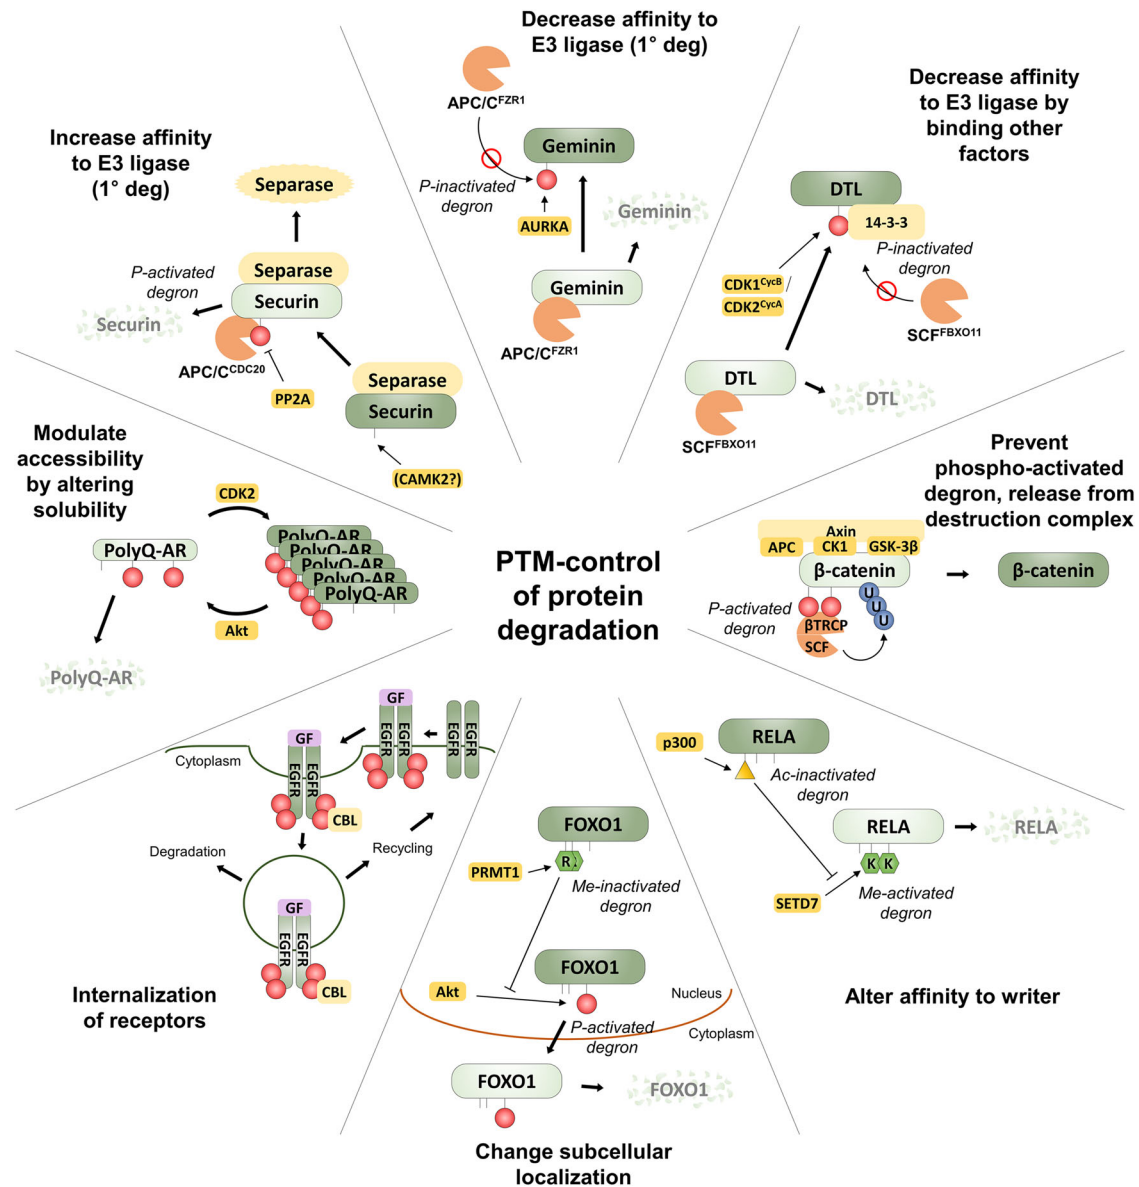 Decrease affinity to
E3 ligase (1° deg)
APC/C^FZR1
Geminin
P-inactivated
degron
AURKA
Geminin
Geminin
APC/C^FZR1
Decrease affinity
to E3 ligase by
binding other
factors
DTL
14-3-3
P-inactivated
degron
CDK1^CycB /
CDK2^CycA
SCF^FBXO11
DTL
DTL
SCF^FBXO11
Increase affinity
to E3 ligase
(1° deg)
Separase
P-activated
degron
Separase
Securin
Securin
APC/C^CDC20
PP2A
Separase
Securin
(CAMK2?)
Modulate
accessibility
by altering
solubility
CDK2
PolyQ-AR
PolyQ-AR
PolyQ-AR
PolyQ-AR
PolyQ-AR
PolyQ-AR
Akt
PolyQ-AR
PTM-control
of protein
degradation
Prevent
phospho-activated
degron, release from
destruction complex
Axin
APC CK1 GSK-3β
β-catenin
β-catenin
P-activated
degron
βTRCP
SCF
U
U
U
GF
EGFR EGFR
EGFR EGFR
GF
EGFR EGFR
Cytoplasm
CBL
Degradation
Recycling
GF
EGFR EGFR
CBL
Internalization
of receptors
FOXO1
PRMT1
R
Me-inactivated
degron
FOXO1
Akt
Nucleus
Cytoplasm
P-activated
degron
FOXO1
FOXO1
Change subcellular
localization
p300
RELA
Ac-inactivated
degron
RELA
RELA
K K
SETD7
Me-activated
degron
Alter affinity to writer